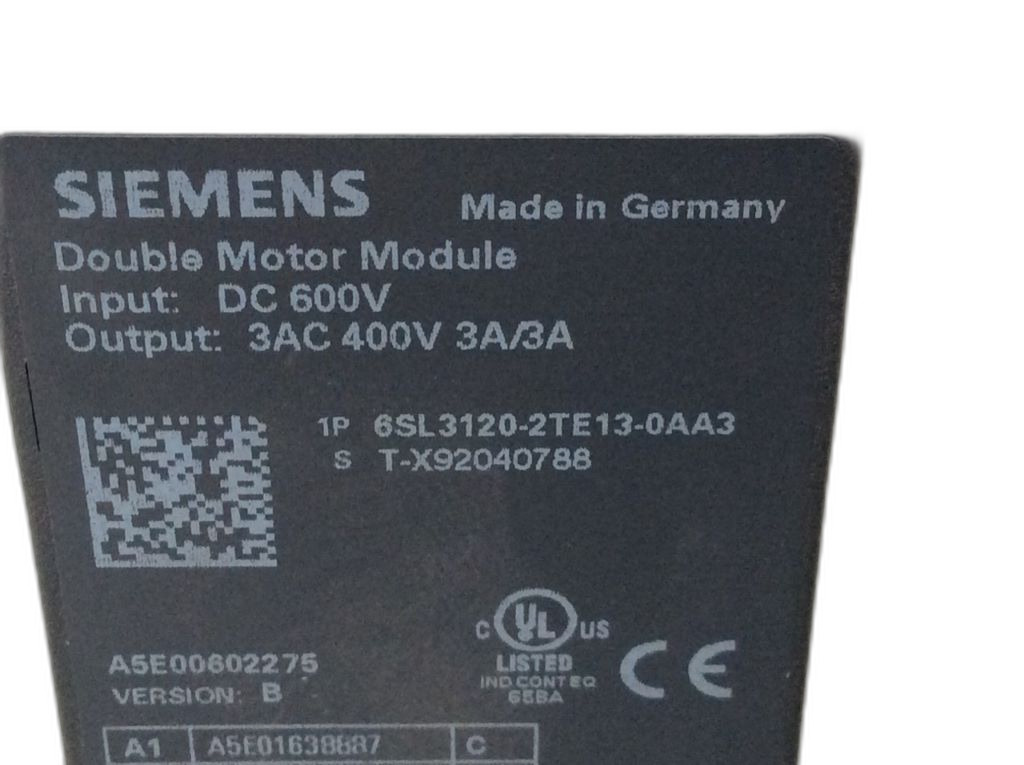 SIEMENS Made in Germany
Double Motor Module
Input: DC 600V
Output: 3AC 400V 3A/3A
1P 6SL3120-2TE13-0AA3
S T-X92040788
C UL US
LISTED
IND CONT EQ
65BA
CE
A5E00602275
VERSION: B
A1 A5E01638887 C